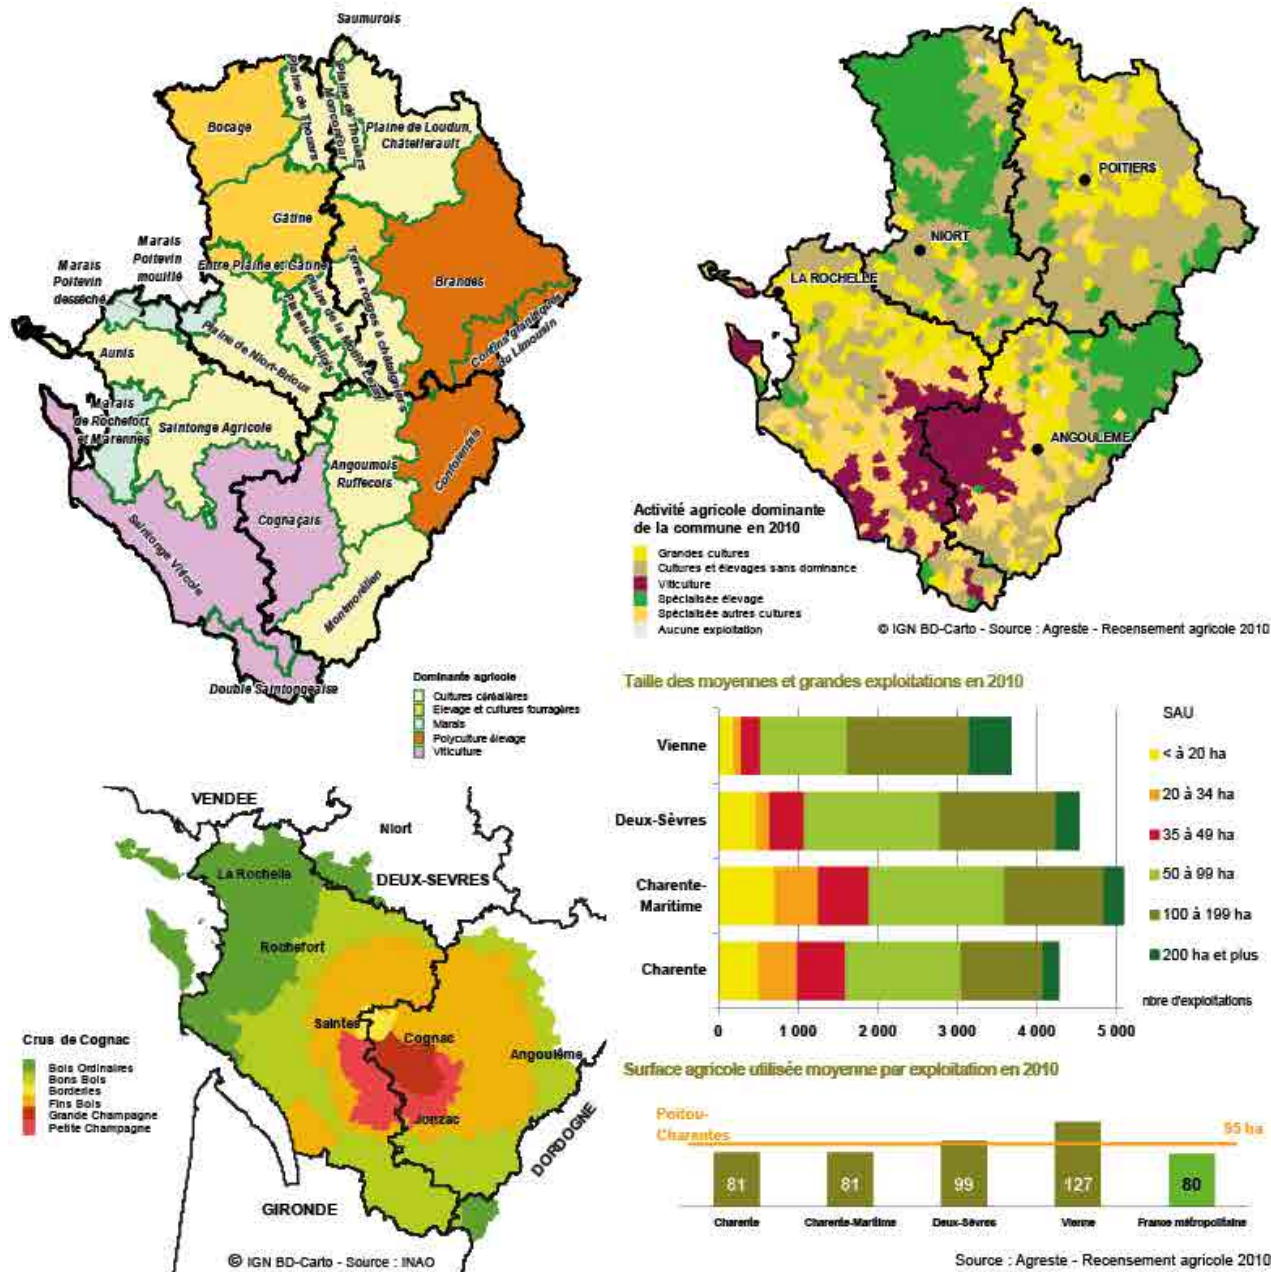 Saumurois
Plaine de Thouars
Plaine de Thouars
Moncontour
Bocage
Plaine de Loudun,
Châtellerault
Gâtine
Marais
Poitevin
mouillé
Marais
Poitevin
desséché
Entre Plaine et Gâtine
Terres rouges à châtaigniers
Brandes
Plaine de la Mothe Lezay
Plateau Mellois
Plaine de Niort-Brioux
Confins granitiques
du Limousin
Aunis
Marais
de Rochefort
et Marennes
Saintonge Agricole
Angoumois
Ruffecois
Confolentais
Cognaçais
Saintonge Viticole
Montmorélien
Double Saintongeaise
Dominante agricole
Cultures céréalières
Elevage et cultures fourragères
Marais
Polyculture élevage
Viticulture
POITIERS
NIORT
LA ROCHELLE
ANGOULEME
Activité agricole dominante
de la commune en 2010
Grandes cultures
Cultures et élevages sans dominance
Viticulture
Spécialisée élevage
Spécialisée autres cultures
Aucune exploitation
© IGN BD-Carto - Source : Agreste - Recensement agricole 2010
VENDEE
Niort
La Rochelle
DEUX-SEVRES
Rochefort
Saintes
Cognac
Angoulême
Jonzac
DORDOGNE
GIRONDE
Crus de Cognac
Bois Ordinaires
Bons Bois
Borderies
Fins Bois
Grande Champagne
Petite Champagne
© IGN BD-Carto - Source : INAO
Taille des moyennes et grandes exploitations en 2010
SAU
Vienne
< à 20 ha
20 à 34 ha
Deux-Sèvres
35 à 49 ha
50 à 99 ha
Charente-
Maritime
100 à 199 ha
Charente
200 ha et plus
nbre d'exploitations
0 1 000 2 000 3 000 4 000 5 000
Surface agricole utilisée moyenne par exploitation en 2010
Poitou-
Charentes
95 ha
81 81 99 127 80
Charente Charente-Maritime Deux-Sèvres Vienne France métropolitaine
Source : Agreste - Recensement agricole 2010